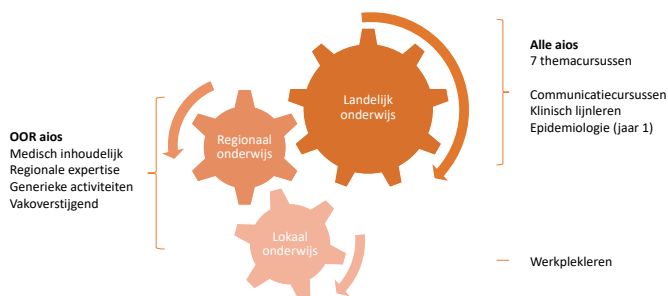 Alle aios
7 themacursussen
Communicatiecursussen
Klinisch lijnleren
Epidemiologie (jaar 1)
Landelijk
onderwijs
Regionaal
onderwijs
OOR aios
Medisch inhoudelijk
Regionale expertise
Generieke activiteiten
Vakoverstijgend
Lokaal
onderwijs
Werkplekleren